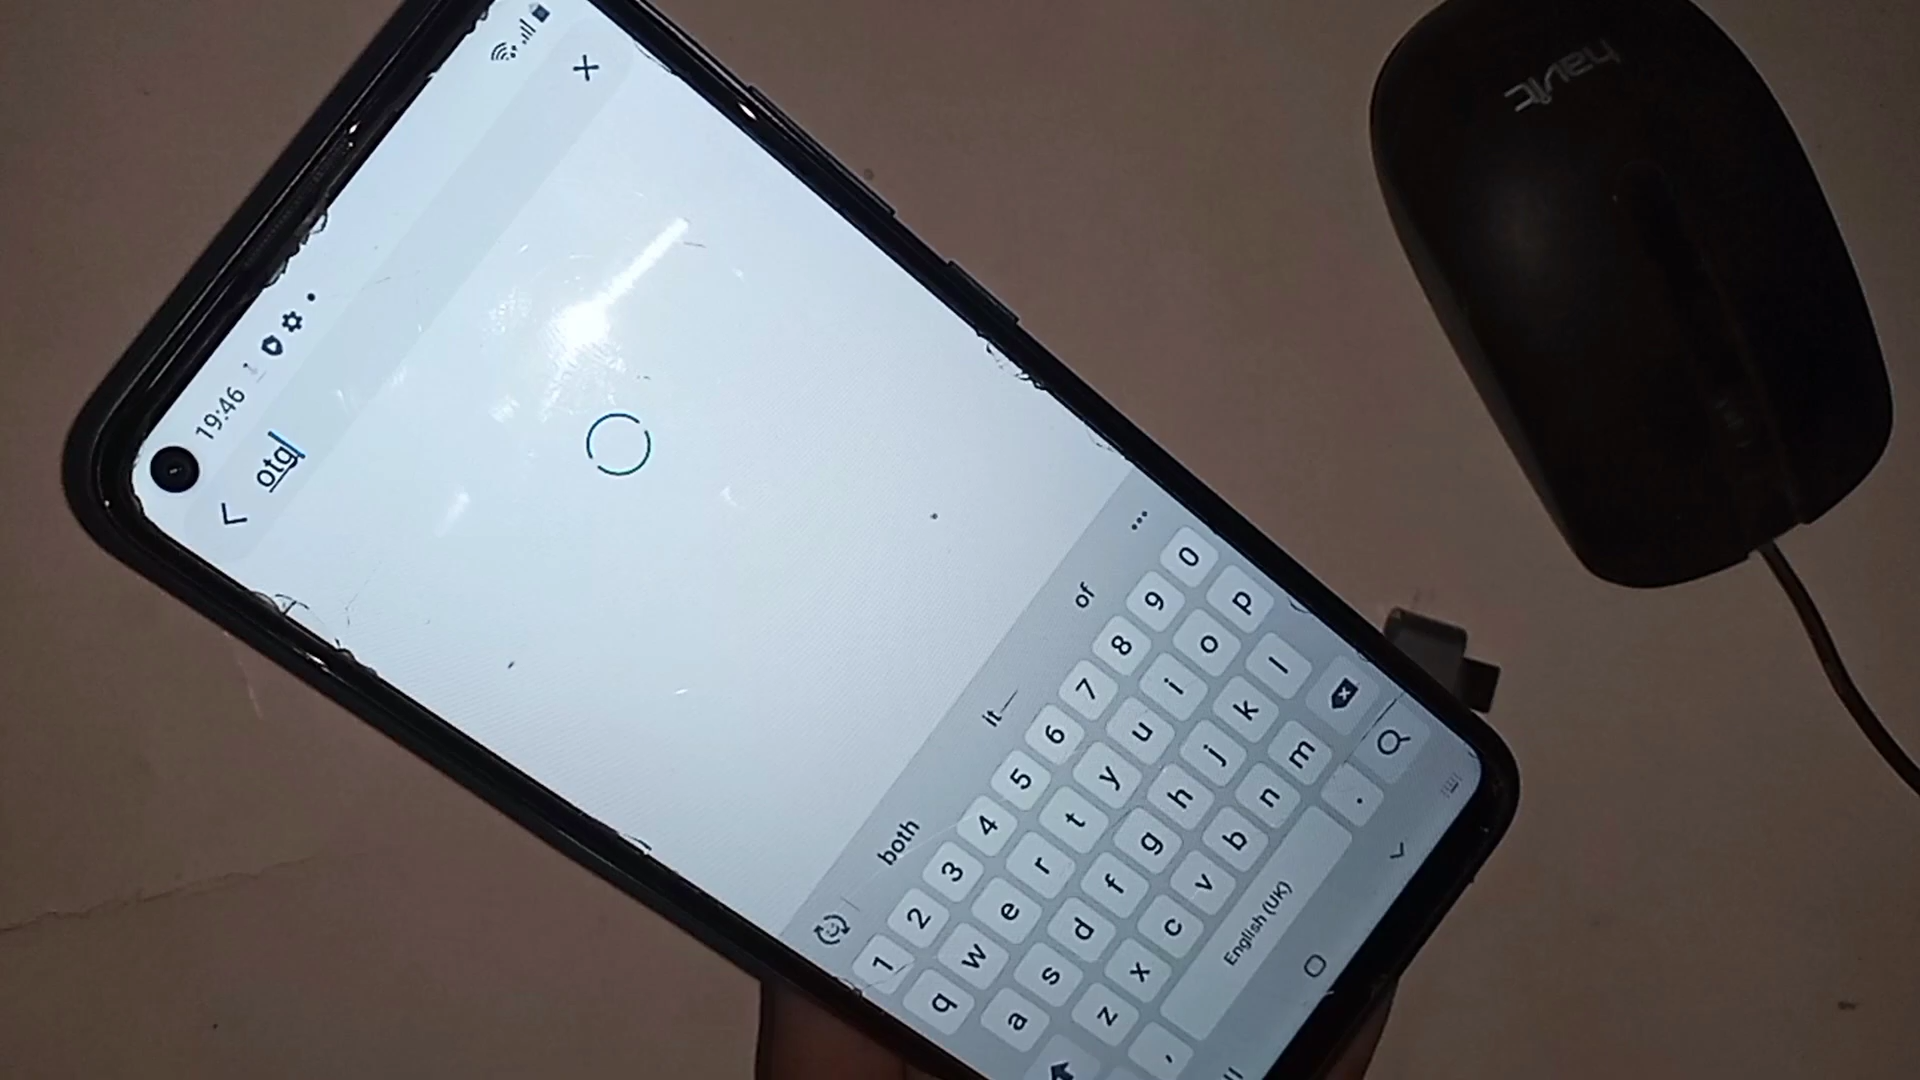 19:46
otg
both
it
of
1 2 3 4 5 6 7 8 9 0
q w e r t y u i o p
a s d f g h j k l
z x c v b n m
, English (UK) .
havit